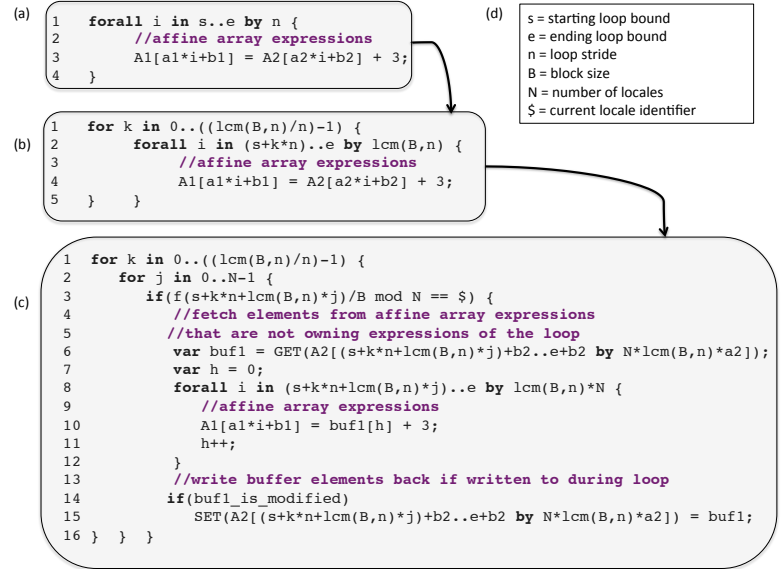 (a)
1 forall i in s..e by n {
2 //affine array expressions
3 A1[a1*i+b1] = A2[a2*i+b2] + 3;
4 }
(d)
s = starting loop bound
e = ending loop bound
n = loop stride
B = block size
N = number of locales
$ = current locale identifier
(b)
1 for k in 0..((lcm(B,n)/n)-1) {
2 forall i in (s+k*n)..e by lcm(B,n) {
3 //affine array expressions
4 A1[a1*i+b1] = A2[a2*i+b2] + 3;
5 } }
(c)
1 for k in 0..((lcm(B,n)/n)-1) {
2 for j in 0..N-1 {
3 if(f(s+k*n+lcm(B,n)*j)/B mod N == $) {
4 //fetch elements from affine array expressions
5 //that are not owning expressions of the loop
6 var buf1 = GET(A2[(s+k*n+lcm(B,n)*j)+b2..e+b2 by N*lcm(B,n)*a2]);
7 var h = 0;
8 forall i in (s+k*n+lcm(B,n)*j)..e by lcm(B,n)*N {
9 //affine array expressions
10 A1[a1*i+b1] = buf1[h] + 3;
11 h++;
12 }
13 //write buffer elements back if written to during loop
14 if(buf1_is_modified)
15 SET(A2[(s+k*n+lcm(B,n)*j)+b2..e+b2 by N*lcm(B,n)*a2]) = buf1;
16 } } }